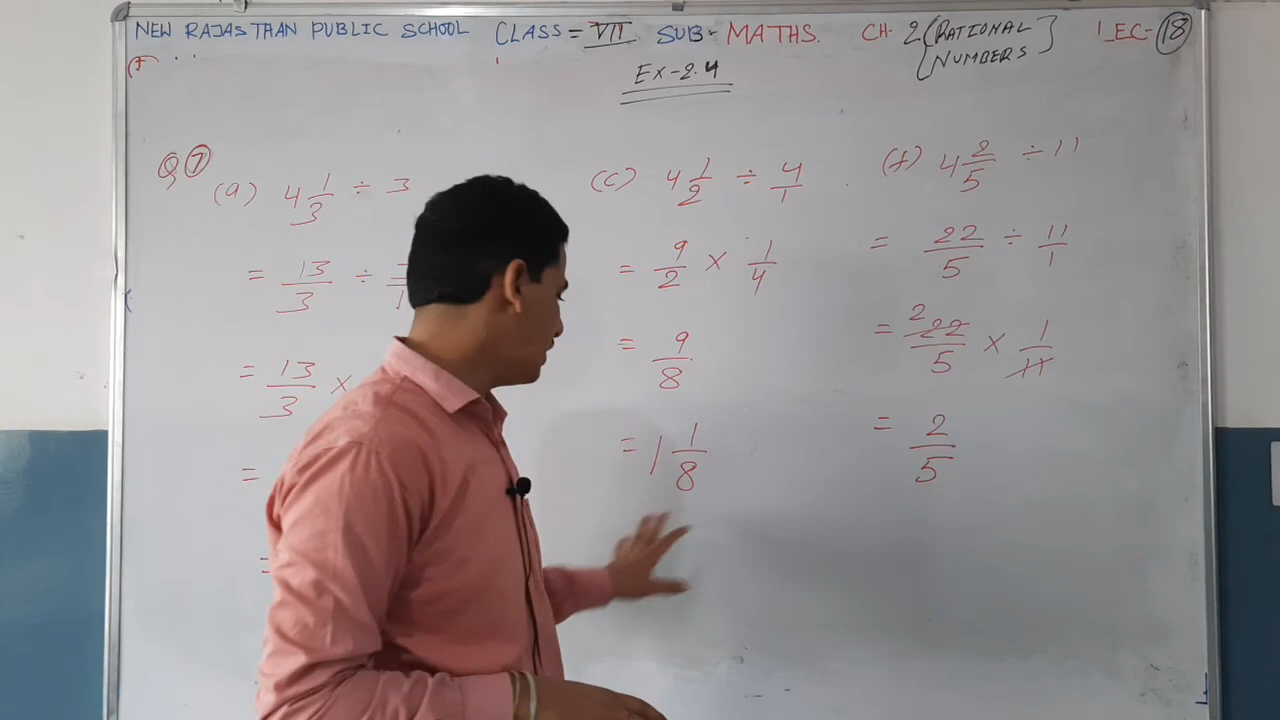 NEW RAJASTHAN PUBLIC SCHOOL CLASS = VII SUB- MATHS. CH- 2 {RATIONAL NUMBERS} LEC- 18
Ex-2.4
Q 7
(a) 4 1/3 ÷ 3
= 13/3 ÷
= 13/3 ×
=
=
(c) 4 1/2 ÷ 4/1
= 9/2 × 1/4
= 9/8
= 1 1/8
(f) 4 2/5 ÷ 11
= 22/5 ÷ 11/1
= 2 22/5 × 1/11
= 2/5